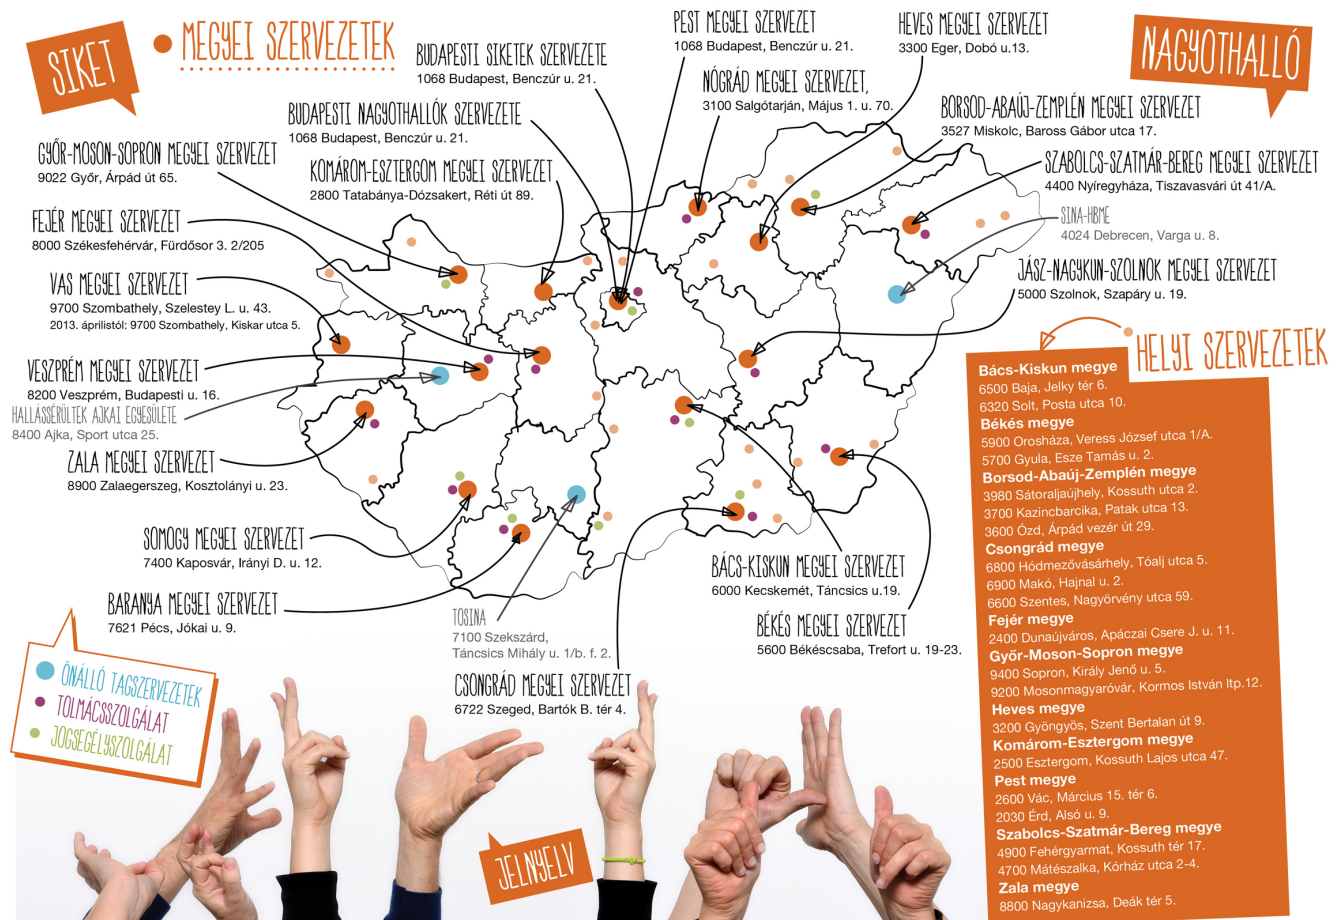 SIKET
MEGYEI SZERVEZETEK
NAGYOTHALLÓ
PEST MEGYEI SZERVEZET
1068 Budapest, Benczúr u. 21.
HEVES MEGYEI SZERVEZET
3300 Eger, Dobó u.13.
BUDAPESTI SIKETEK SZERVEZETE
1068 Budapest, Benczúr u. 21.
NÓGRÁD MEGYEI SZERVEZET,
3100 Salgótarján, Május 1. u. 70.
BUDAPESTI NAGYOTHALLÓK SZERVEZETE
1068 Budapest, Benczúr u. 21.
BORSOD-ABAÚJ-ZEMPLÉN MEGYEI SZERVEZET
3527 Miskolc, Baross Gábor utca 17.
GYŐR-MOSON-SOPRON MEGYEI SZERVEZET
9022 Győr, Árpád út 65.
KOMÁROM-ESZTERGOM MEGYEI SZERVEZET
2800 Tatabánya-Dózsakert, Réti út 89.
SZABOLCS-SZATMÁR-BEREG MEGYEI SZERVEZET
4400 Nyíregyháza, Tiszavasvári út 41/A.
FEJÉR MEGYEI SZERVEZET
8000 Székesfehérvár, Fürdősor 3. 2/205
SINA-HBME
4024 Debrecen, Varga u. 8.
VAS MEGYEI SZERVEZET
9700 Szombathely, Szelestey L. u. 43.
2013. áprilistól: 9700 Szombathely, Kiskar utca 5.
JÁSZ-NAGYKUN-SZOLNOK MEGYEI SZERVEZET
5000 Szolnok, Szapáry u. 19.
VESZPRÉM MEGYEI SZERVEZET
8200 Veszprém, Budapesti u. 16.
HALLÁSSÉRÜLTEK AJKAI EGYESÜLETE
8400 Ajka, Sport utca 25.
ZALA MEGYEI SZERVEZET
8900 Zalaegerszeg, Kosztolányi u. 23.
SOMOGY MEGYEI SZERVEZET
7400 Kaposvár, Irányi D. u. 12.
BARANYA MEGYEI SZERVEZET
7621 Pécs, Jókai u. 9.
TOSINA
7100 Szekszárd,
Táncsics Mihály u. 1/b. f. 2.
CSONGRÁD MEGYEI SZERVEZET
6722 Szeged, Bartók B. tér 4.
BÁCS-KISKUN MEGYEI SZERVEZET
6000 Kecskemét, Táncsics u.19.
BÉKÉS MEGYEI SZERVEZET
5600 Békéscsaba, Trefort u. 19-23.
HELYI SZERVEZETEK
Bács-Kiskun megye
6500 Baja, Jelky tér 6.
6320 Solt, Posta utca 10.
Békés megye
5900 Orosháza, Veress József utca 1/A.
5700 Gyula, Esze Tamás u. 2.
Borsod-Abaúj-Zemplén megye
3980 Sátoraljaújhely, Kossuth utca 2.
3700 Kazincbarcika, Patak utca 13.
3600 Ózd, Árpád vezér út 29.
Csongrád megye
6800 Hódmezővásárhely, Tóalj utca 5.
6900 Makó, Hajnal u. 2.
6600 Szentes, Nagyörvény utca 59.
Fejér megye
2400 Dunaújváros, Apáczai Csere J. u. 11.
Győr-Moson-Sopron megye
9400 Sopron, Király Jenő u. 5.
9200 Mosonmagyaróvár, Kormos István ltp.12.
Heves megye
3200 Gyöngyös, Szent Bertalan út 9.
Komárom-Esztergom megye
2500 Esztergom, Kossuth Lajos utca 47.
Pest megye
2600 Vác, Március 15. tér 6.
2030 Érd, Alsó u. 9.
Szabolcs-Szatmár-Bereg megye
4900 Fehérgyarmat, Kossuth tér 17.
4700 Mátészalka, Kórház utca 2-4.
Zala megye
8800 Nagykanizsa, Deák tér 5.
ÖNÁLLÓ TAGSZERVEZETEK
TOLMÁCSSZOLGÁLAT
JOGSEGÉLYSZOLGÁLAT
JELNYELV